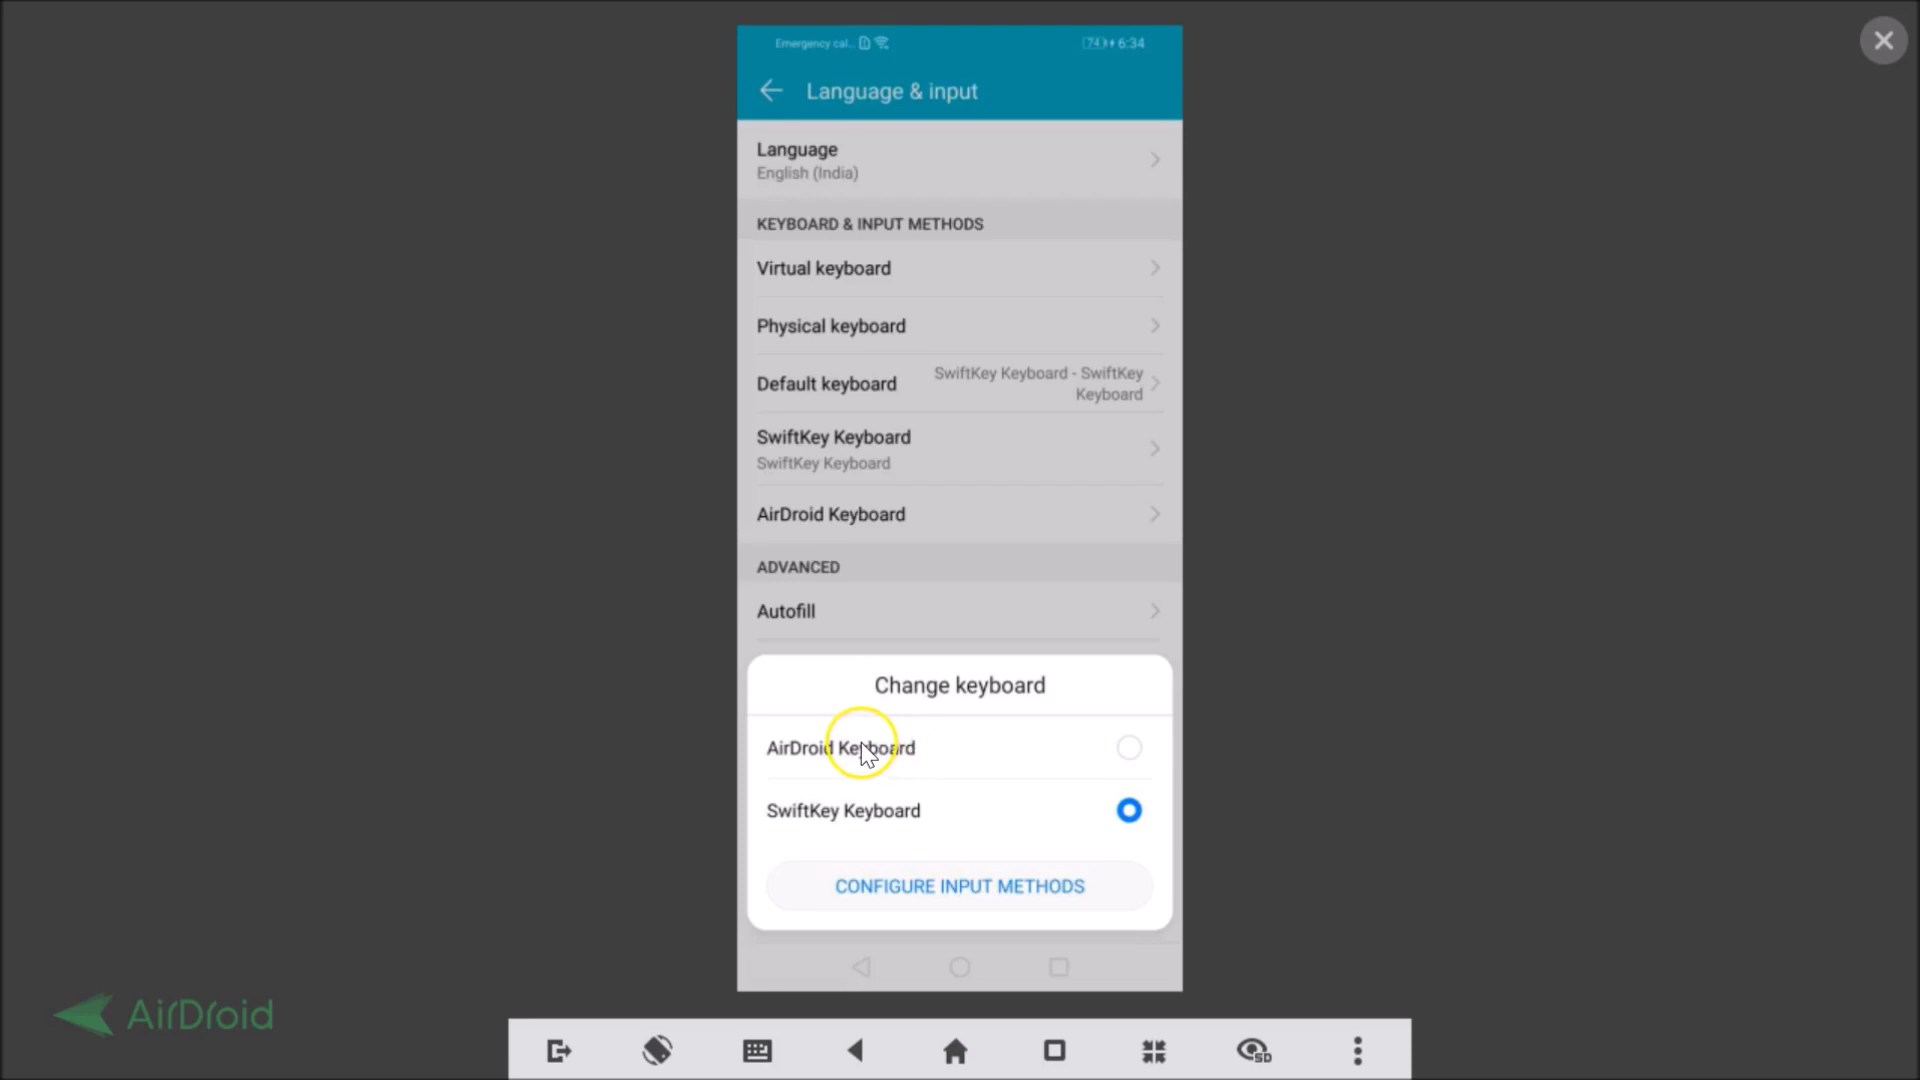 Emergency cal...
74 6:34
Language & input
Language
English (India)
KEYBOARD & INPUT METHODS
Virtual keyboard
Physical keyboard
Default keyboard
SwiftKey Keyboard - SwiftKey
Keyboard
SwiftKey Keyboard
SwiftKey Keyboard
AirDroid Keyboard
ADVANCED
Autofill
Change keyboard
AirDroid Keyboard
SwiftKey Keyboard
CONFIGURE INPUT METHODS
AirDroid
SD